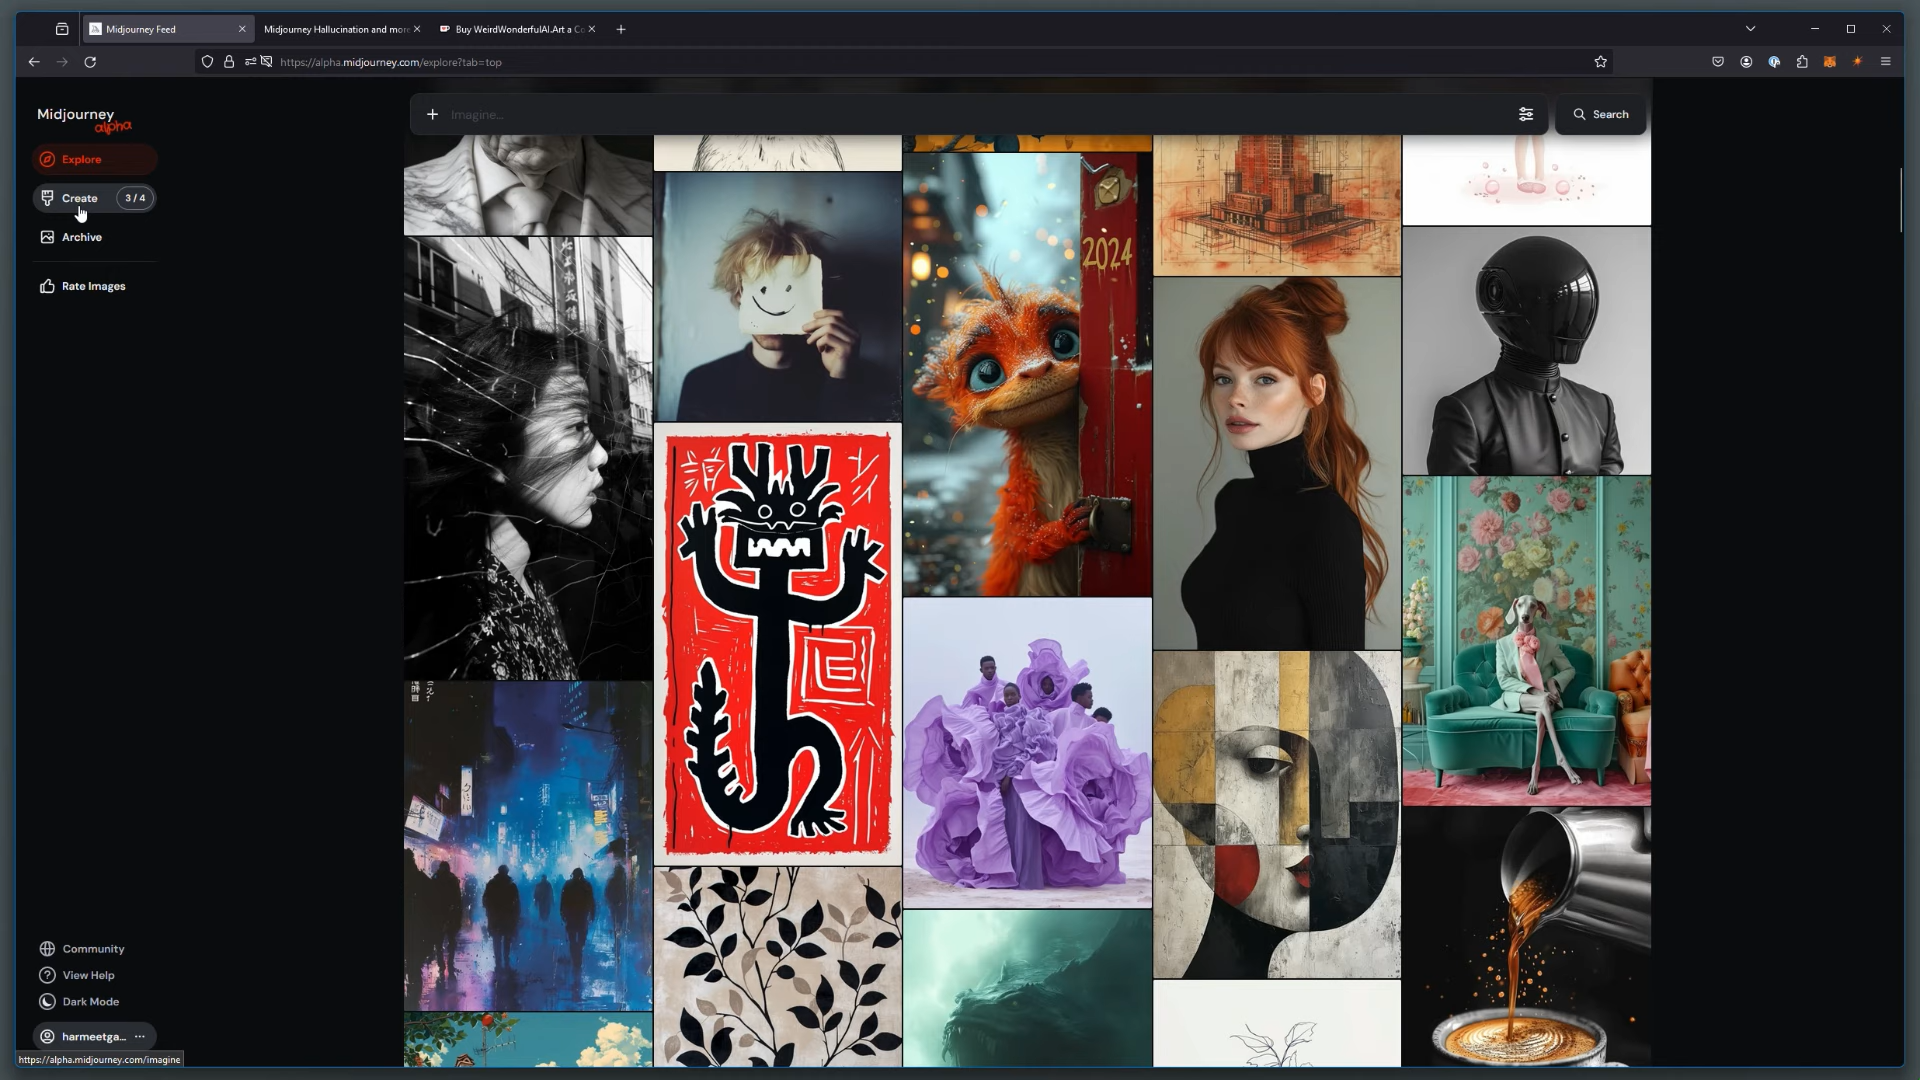 Midjourney Feed
Midjourney Hallucination and more
Buy WeirdWonderfulAI.Art a Co
https://alpha.midjourney.com/explore?tab=top
Midjourney
alpha
Imagine...
Search
Explore
Create
3 / 4
Archive
Rate Images
2024
Community
View Help
Dark Mode
harmeetga...
https://alpha.midjourney.com/imagine